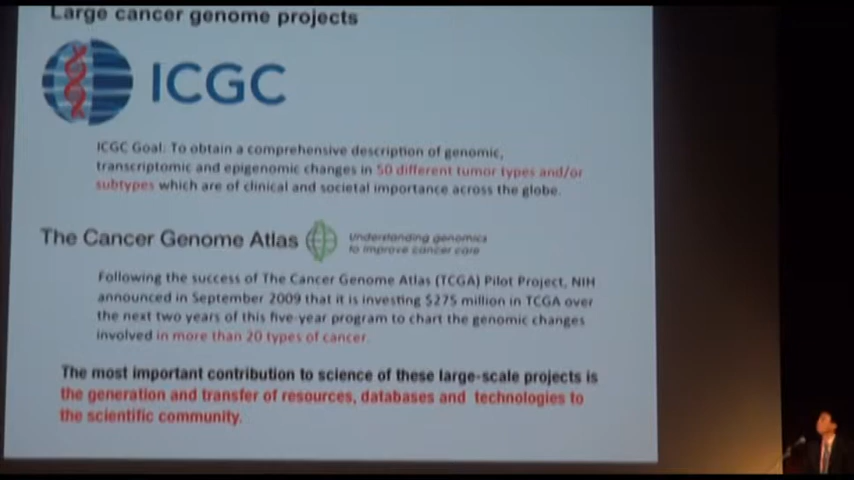 Large cancer genome projects
ICGC
ICGC Goal: To obtain a comprehensive description of genomic,
transcriptomic and epigenomic changes in 50 different tumor types and/or
subtypes which are of clinical and societal importance across the globe.
The Cancer Genome Atlas
Understanding genomics
to improve cancer care
Following the success of The Cancer Genome Atlas (TCGA) Pilot Project, NIH
announced in September 2009 that it is investing $275 million in TCGA over
the next two years of this five-year program to chart the genomic changes
involved in more than 20 types of cancer.
The most important contribution to science of these large-scale projects is
the generation and transfer of resources, databases and technologies to
the scientific community.